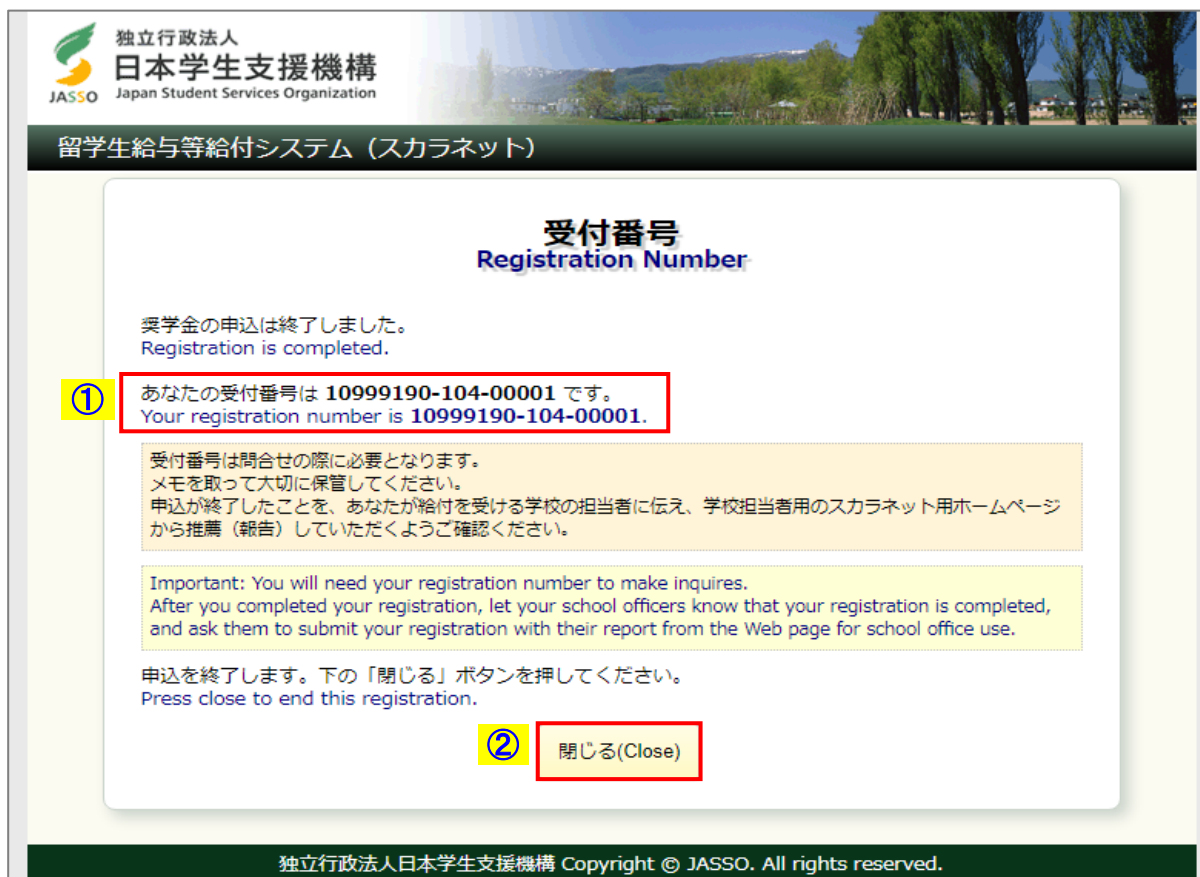 独立行政法人
日本学生支援機構
JASSO Japan Student Services Organization
留学生給与等給付システム（スカラネット）
受付番号
Registration Number
奨学金の申込は終了しました。
Registration is completed.
① あなたの受付番号は 10999190-104-00001 です。
Your registration number is 10999190-104-00001.
受付番号は問合せの際に必要となります。
メモを取って大切に保管してください。
申込が終了したことを、あなたが給付を受ける学校の担当者に伝え、学校担当者用のスカラネット用ホームページ
から推薦（報告）していただくようご確認ください。
Important: You will need your registration number to make inquires.
After you completed your registration, let your school officers know that your registration is completed,
and ask them to submit your registration with their report from the Web page for school office use.
申込を終了します。下の「閉じる」ボタンを押してください。
Press close to end this registration.
② 閉じる(Close)
独立行政法人日本学生支援機構 Copyright © JASSO. All rights reserved.